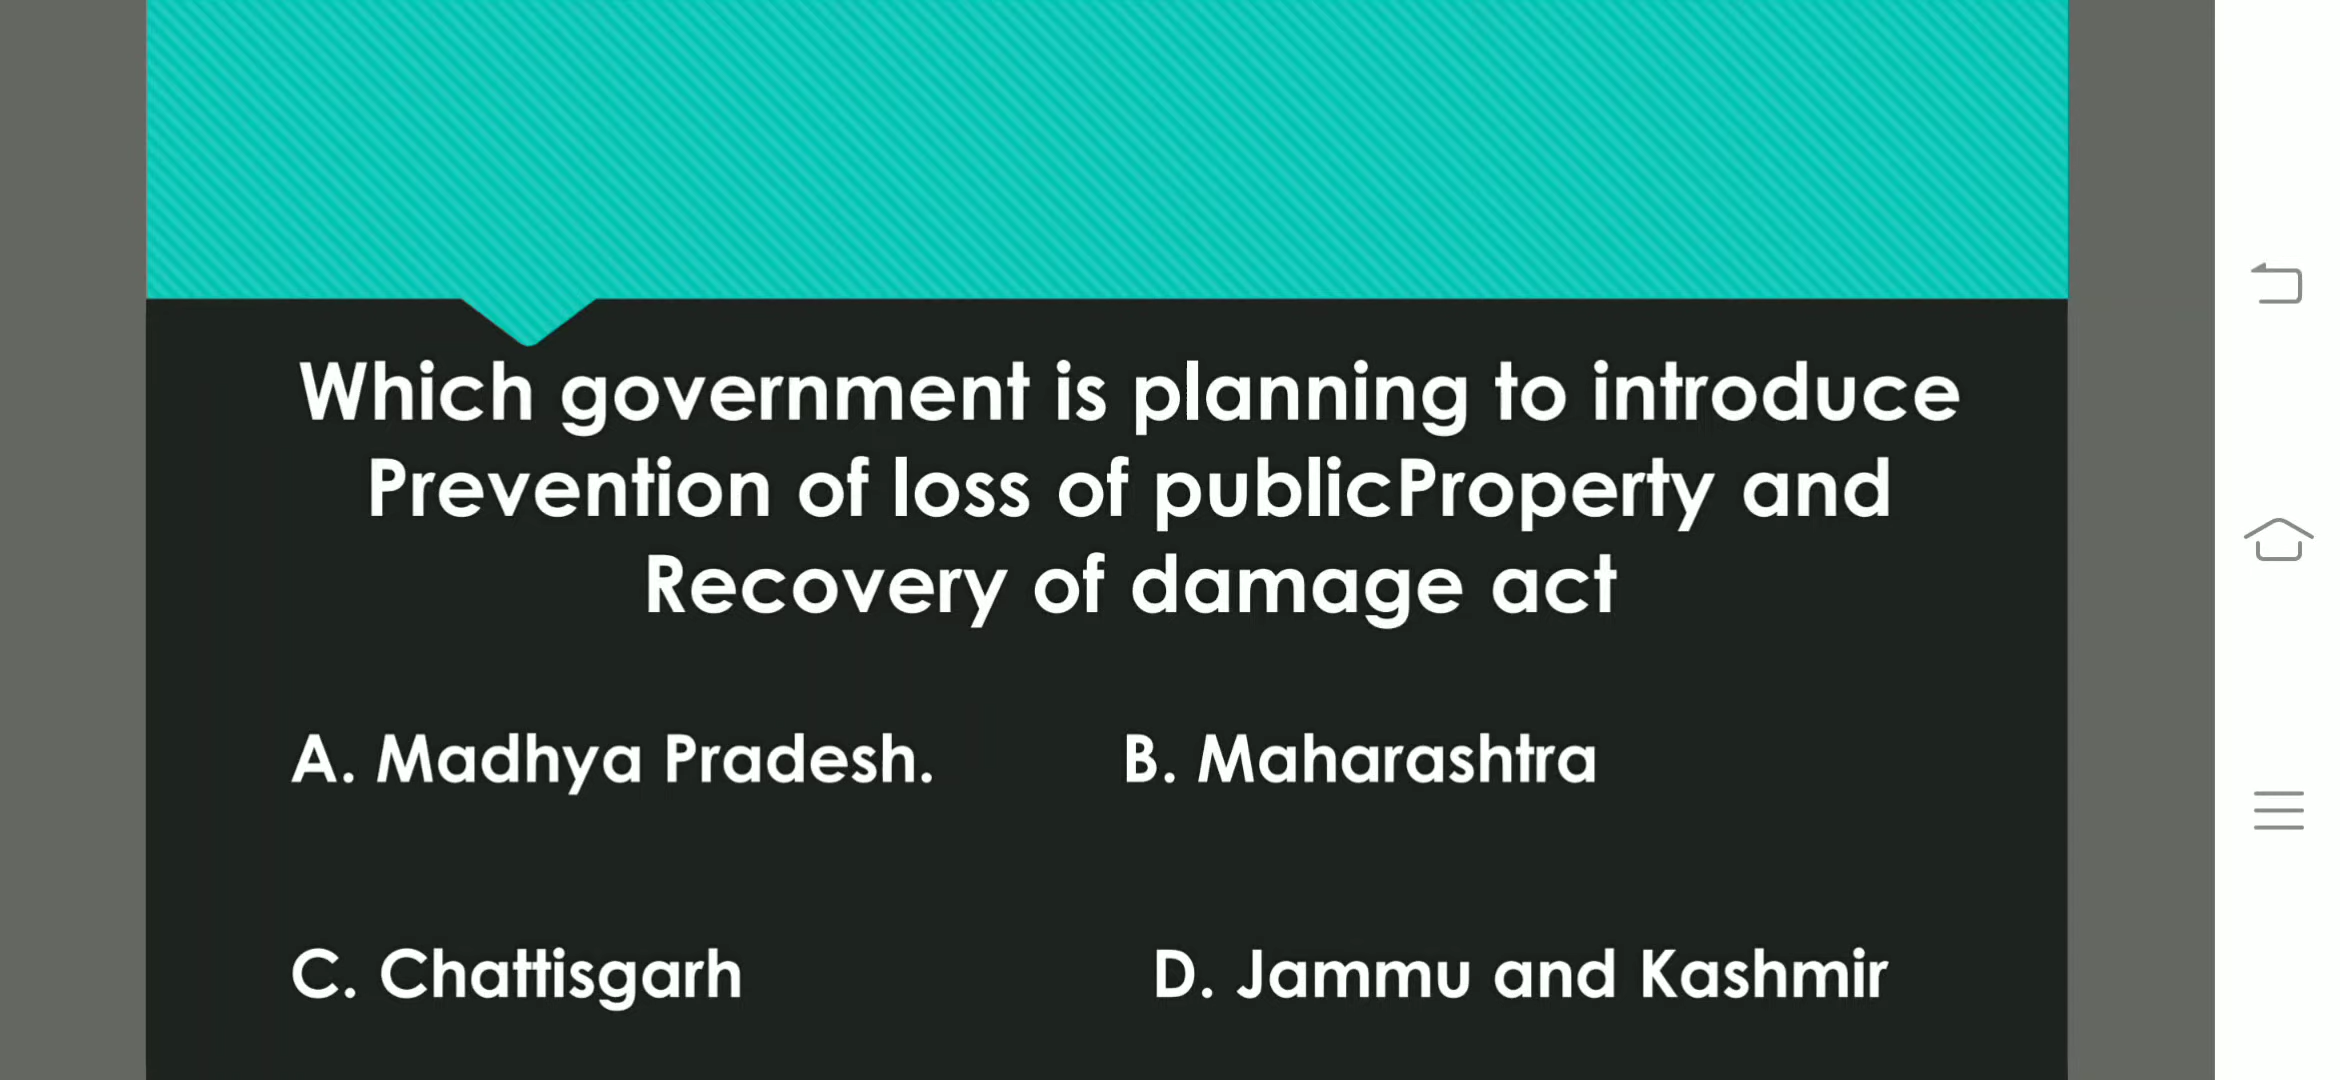 Which government is planning to introduce
Prevention of loss of publicProperty and
Recovery of damage act
A. Madhya Pradesh. B. Maharashtra
C. Chattisgarh D. Jammu and Kashmir